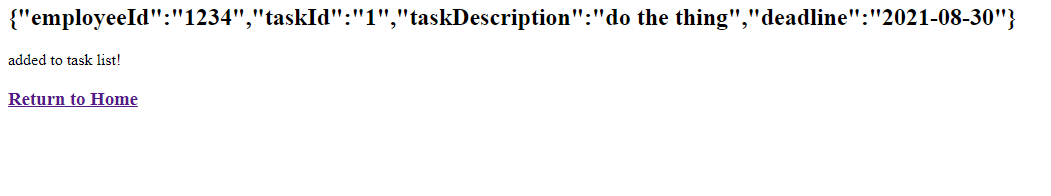 {"employeeId":"1234","taskId":"1","taskDescription":"do the thing","deadline":"2021-08-30"}
added to task list!
Return to Home